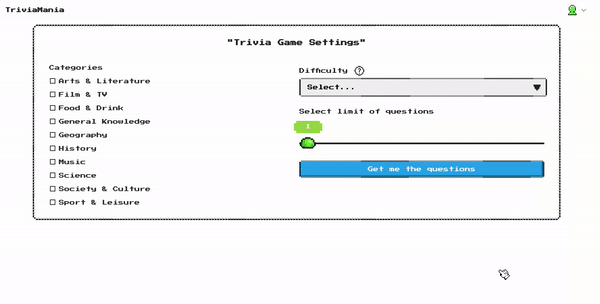 TriviaMania
"Trivia Game Settings"
Categories
Arts & Literature
Film & TV
Food & Drink
General Knowledge
Geography
History
Music
Science
Society & Culture
Sport & Leisure
Difficulty ?
Select...
Select limit of questions
1
Get me the questions